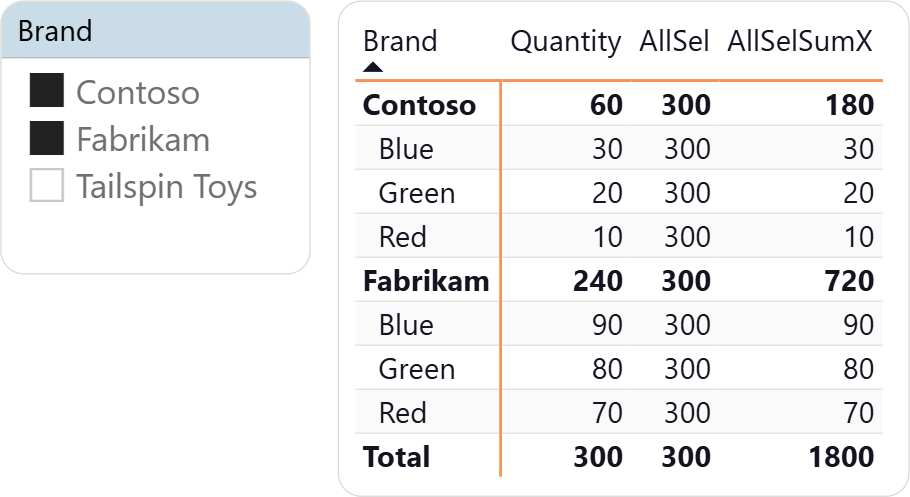 Brand
Contoso
Fabrikam
Tailspin Toys
Brand Quantity AllSel AllSelSumX
Contoso 60 300 180
Blue 30 300 30
Green 20 300 20
Red 10 300 10
Fabrikam 240 300 720
Blue 90 300 90
Green 80 300 80
Red 70 300 70
Total 300 300 1800